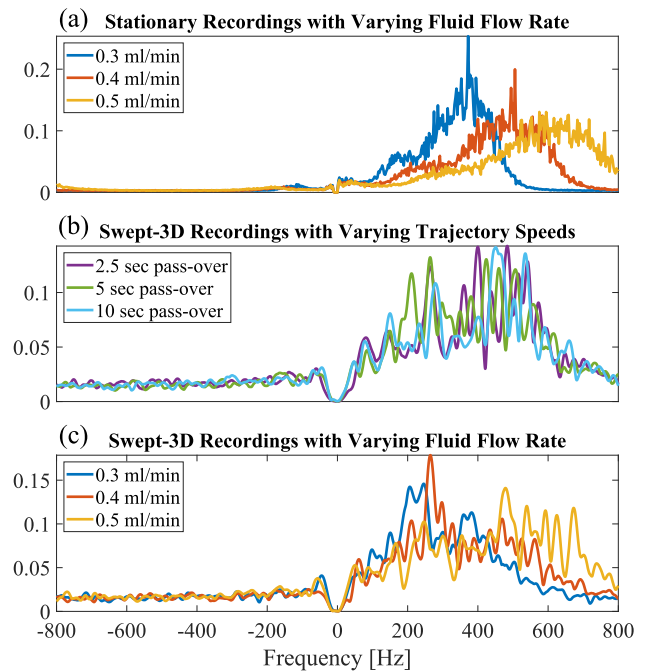 (a) Stationary Recordings with Varying Fluid Flow Rate
0.3 ml/min
0.4 ml/min
0.5 ml/min
0.2
0.1
0
(b) Swept-3D Recordings with Varying Trajectory Speeds
2.5 sec pass-over
5 sec pass-over
10 sec pass-over
0.1
0.05
0
(c) Swept-3D Recordings with Varying Fluid Flow Rate
0.3 ml/min
0.4 ml/min
0.5 ml/min
0.15
0.1
0.05
0
-800 -600 -400 -200 0 200 400 600 800
Frequency [Hz]